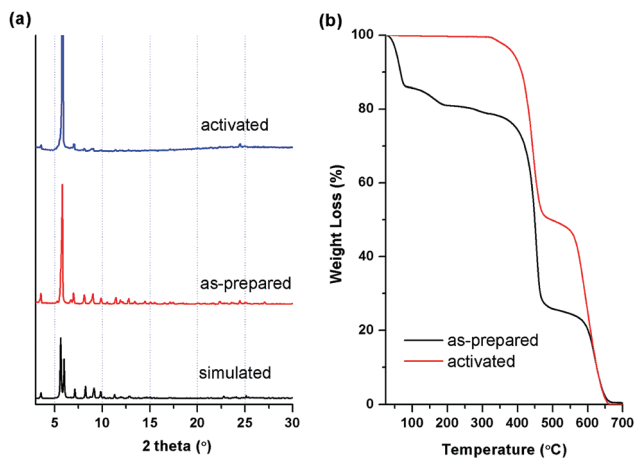 (a)
activated
as-prepared
simulated
5 10 15 20 25 30
2 theta (°)
(b)
100
80
60
40
20
0
Weight Loss (%)
as-prepared
activated
100 200 300 400 500 600 700
Temperature (°C)